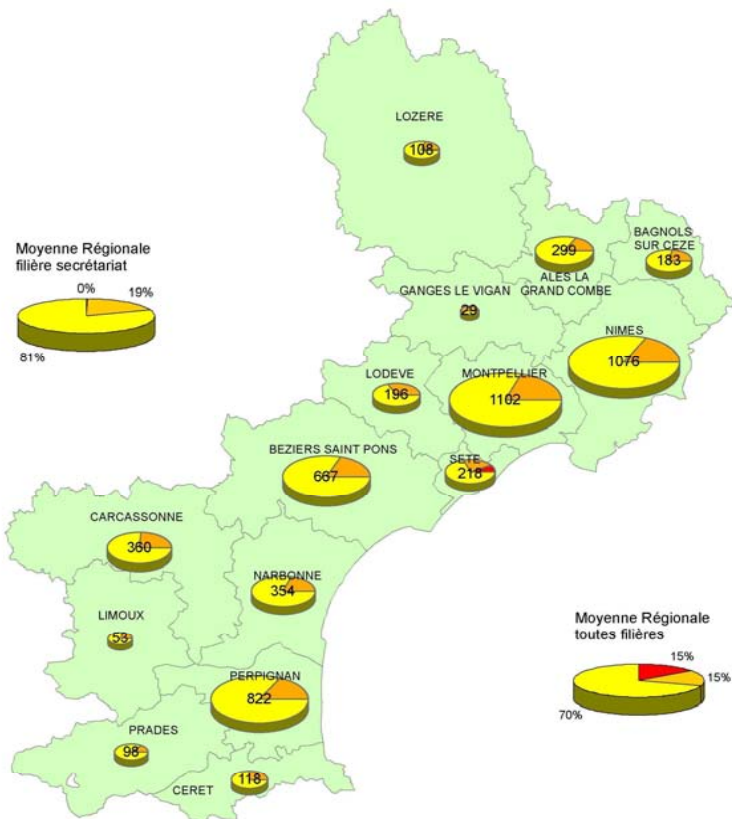 LOZERE
108
Moyenne Régionale
filière secrétariat
0%
19%
81%
299
ALES LA
GRAND COMBE
BAGNOLS
SUR CEZE
183
GANGES LE VIGAN
29
NIMES
1076
LODEVE
196
MONTPELLIER
1102
BEZIERS SAINT PONS
667
SETE
218
CARCASSONNE
360
NARBONNE
354
LIMOUX
53
Moyenne Régionale
toutes filières
15%
15%
70%
PERPIGNAN
822
PRADES
98
CERET
118